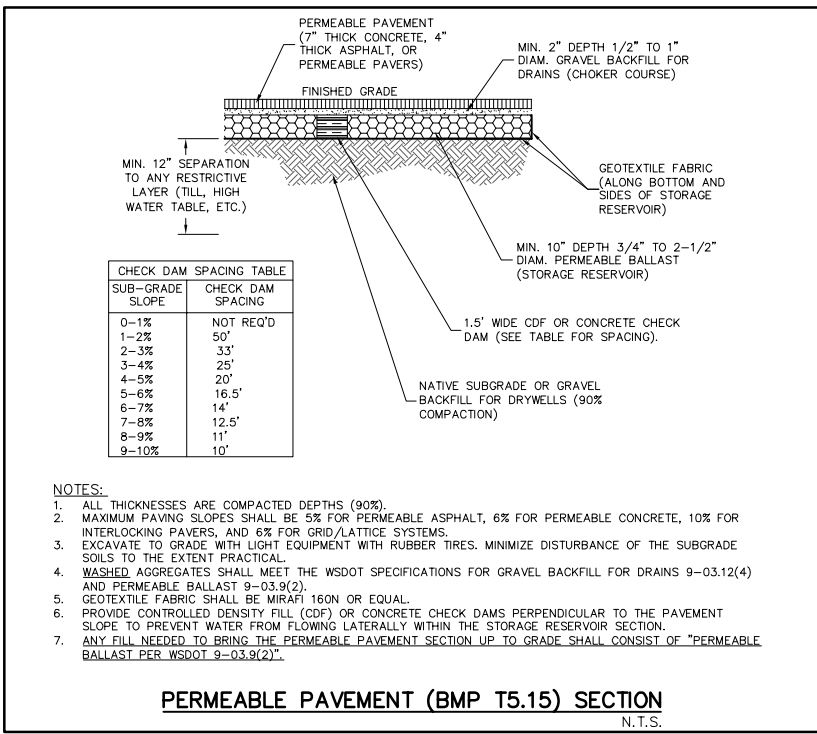 PERMEABLE PAVEMENT
(7" THICK CONCRETE, 4"
THICK ASPHALT, OR
PERMEABLE PAVERS)
MIN. 2" DEPTH 1/2" TO 1"
DIAM. GRAVEL BACKFILL FOR
DRAINS (CHOKER COURSE)
FINISHED GRADE
MIN. 12" SEPARATION
TO ANY RESTRICTIVE
LAYER (TILL, HIGH
WATER TABLE, ETC.)
GEOTEXTILE FABRIC
(ALONG BOTTOM AND
SIDES OF STORAGE
RESERVOIR)
MIN. 10" DEPTH 3/4" TO 2-1/2"
DIAM. PERMEABLE BALLAST
(STORAGE RESERVOIR)
1.5' WIDE CDF OR CONCRETE CHECK
DAM (SEE TABLE FOR SPACING).
NATIVE SUBGRADE OR GRAVEL
BACKFILL FOR DRYWELLS (90%
COMPACTION)
CHECK DAM SPACING TABLE
SUB-GRADE SLOPE CHECK DAM SPACING
0-1% NOT REQ'D
1-2% 50'
2-3% 33'
3-4% 25'
4-5% 20'
5-6% 16.5'
6-7% 14'
7-8% 12.5'
8-9% 11'
9-10% 10'
NOTES:
1. ALL THICKNESSES ARE COMPACTED DEPTHS (90%).
2. MAXIMUM PAVING SLOPES SHALL BE 5% FOR PERMEABLE ASPHALT, 6% FOR PERMEABLE CONCRETE, 10% FOR
INTERLOCKING PAVERS, AND 6% FOR GRID/LATTICE SYSTEMS.
3. EXCAVATE TO GRADE WITH LIGHT EQUIPMENT WITH RUBBER TIRES. MINIMIZE DISTURBANCE OF THE SUBGRADE
SOILS TO THE EXTENT PRACTICAL.
4. WASHED AGGREGATES SHALL MEET THE WSDOT SPECIFICATIONS FOR GRAVEL BACKFILL FOR DRAINS 9-03.12(4)
AND PERMEABLE BALLAST 9-03.9(2).
5. GEOTEXTILE FABRIC SHALL BE MIRAFI 160N OR EQUAL.
6. PROVIDE CONTROLLED DENSITY FILL (CDF) OR CONCRETE CHECK DAMS PERPENDICULAR TO THE PAVEMENT
SLOPE TO PREVENT WATER FROM FLOWING LATERALLY WITHIN THE STORAGE RESERVOIR SECTION.
7. ANY FILL NEEDED TO BRING THE PERMEABLE PAVEMENT SECTION UP TO GRADE SHALL CONSIST OF "PERMEABLE
BALLAST PER WSDOT 9-03.9(2)".
PERMEABLE PAVEMENT (BMP T5.15) SECTION
N.T.S.